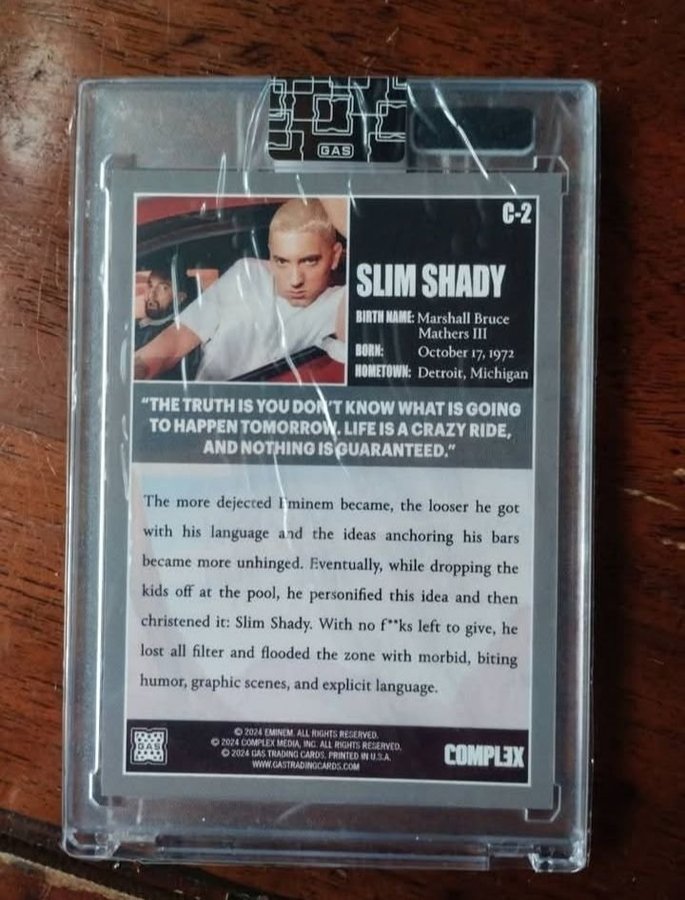 GAS
C-2
SLIM SHADY
BIRTH NAME: Marshall Bruce
Mathers III
BORN: October 17, 1972
HOMETOWN: Detroit, Michigan
"THE TRUTH IS YOU DON'T KNOW WHAT IS GOING
TO HAPPEN TOMORROW. LIFE IS A CRAZY RIDE,
AND NOTHING IS GUARANTEED."
The more dejected Eminem became, the looser he got
with his language and the ideas anchoring his bars
became more unhinged. Eventually, while dropping the
kids off at the pool, he personified this idea and then
christened it: Slim Shady. With no f**ks left to give, he
lost all filter and flooded the zone with morbid, biting
humor, graphic scenes, and explicit language.
GAS
© 2024 EMINEM. ALL RIGHTS RESERVED.
© 2024 COMPLEX MEDIA, INC. ALL RIGHTS RESERVED.
© 2024 GAS TRADING CARDS. PRINTED IN U.S.A.
WWW.GASTRADINGCARDS.COM
COMPLEX